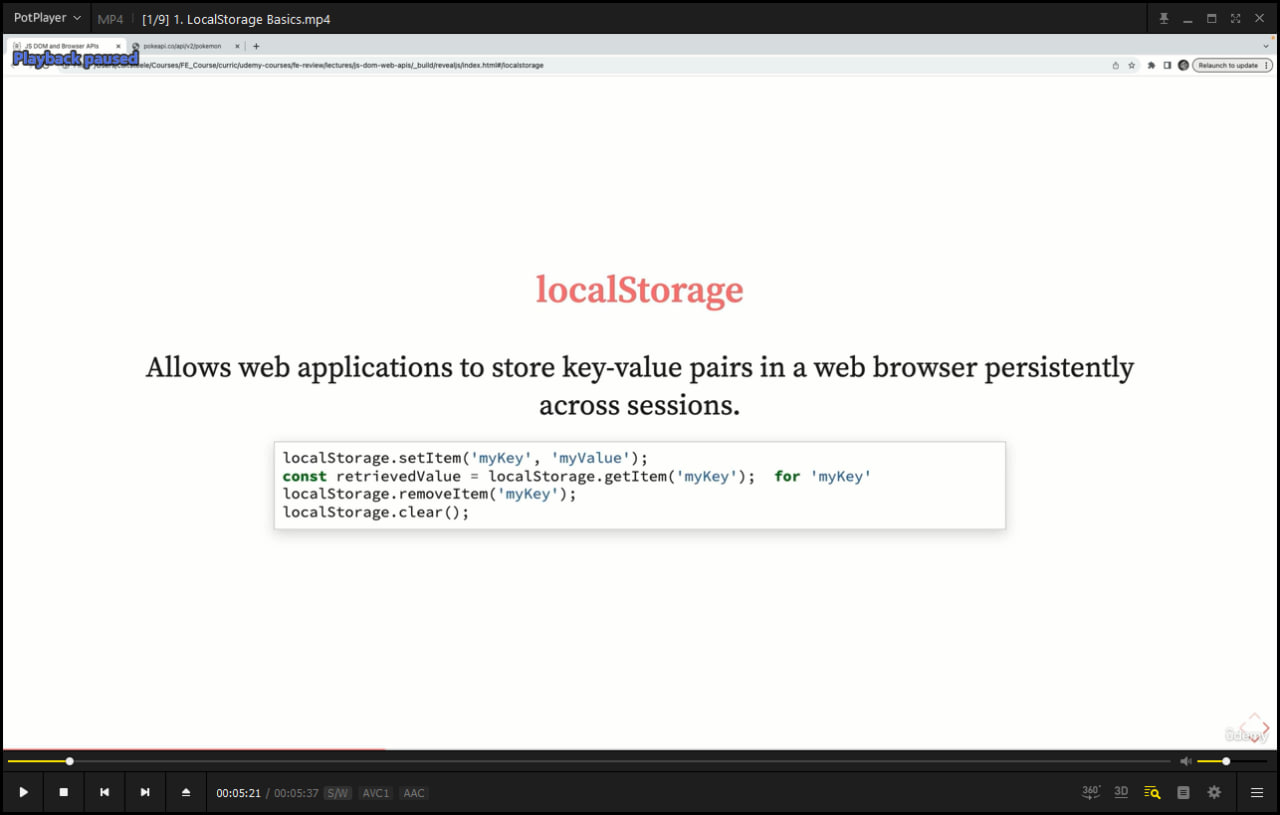 PotPlayer
MP4
[1/9] 1. LocalStorage Basics.mp4
JS DOM and Browser APIs
pokeapi.co/api/v2/pokemon
Playback paused
/Courses/FE_Course/curric/udemy-courses/fe-review/lectures/js-dom-web-apis/_build/revealjs/index.html#/localstorage
Relaunch to update
localStorage
Allows web applications to store key-value pairs in a web browser persistently
across sessions.
localStorage.setItem('myKey', 'myValue');
const retrievedValue = localStorage.getItem('myKey');  for 'myKey'
localStorage.removeItem('myKey');
localStorage.clear();
ûdemy
00:05:21 / 00:05:37 S/W AVC1 AAC
360°
3D